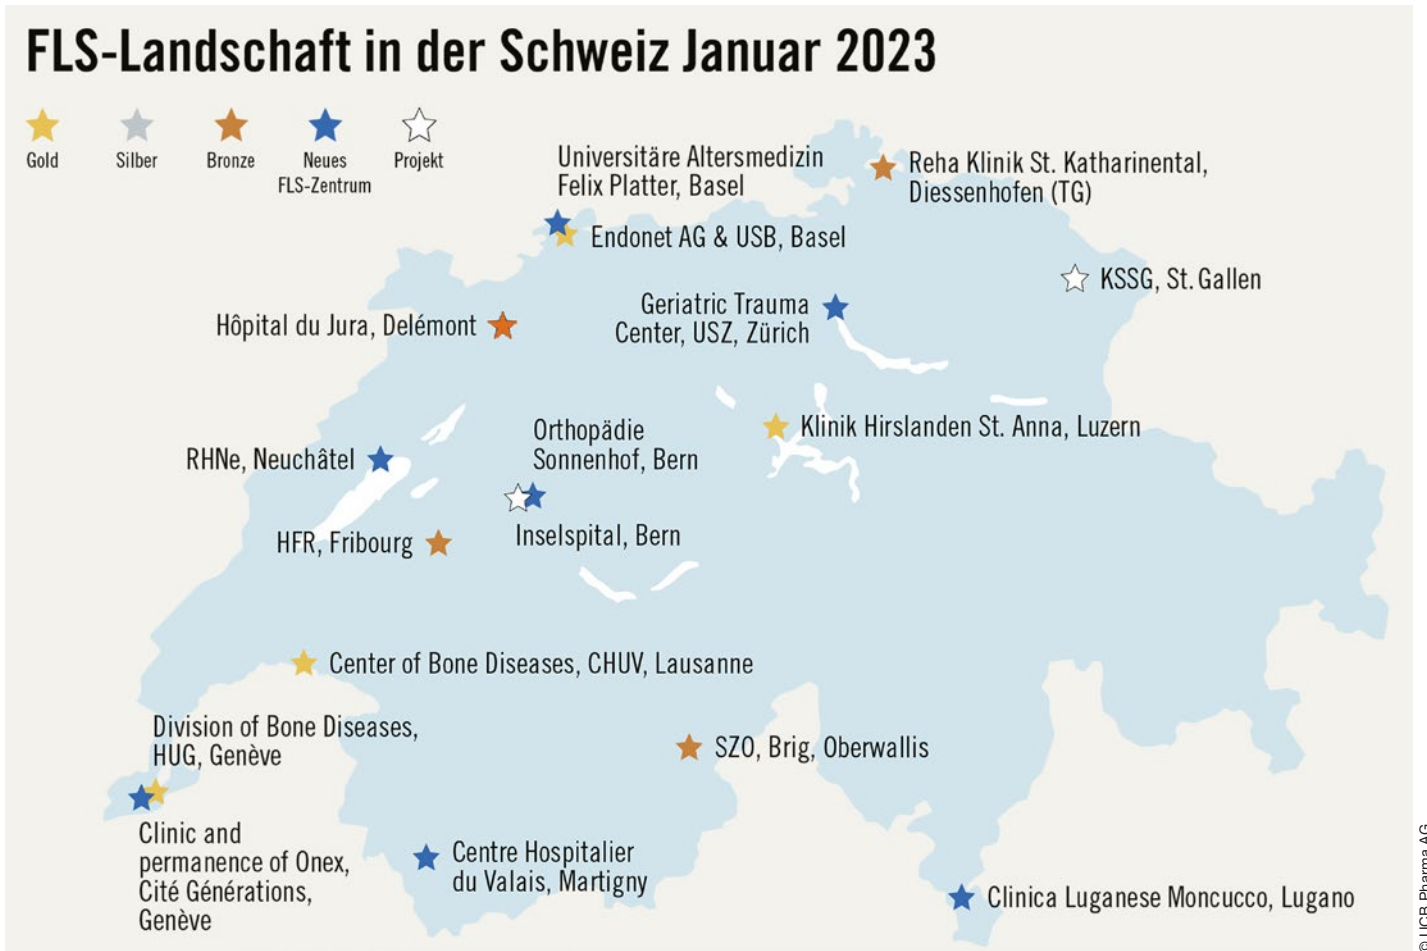 FLS-Landschaft in der Schweiz Januar 2023
Gold
Silber
Bronze
Neues
FLS-Zentrum
Projekt
Universitäre Altersmedizin
Felix Platter, Basel
Reha Klinik St. Katharinental,
Diessenhofen (TG)
Endonet AG & USB, Basel
KSSG, St. Gallen
Geriatric Trauma
Center, USZ, Zürich
Hôpital du Jura, Delémont
Klinik Hirslanden St. Anna, Luzern
Orthopädie
Sonnenhof, Bern
RHNe, Neuchâtel
Inselspital, Bern
HFR, Fribourg
Center of Bone Diseases, CHUV, Lausanne
Division of Bone Diseases,
HUG, Genève
SZO, Brig, Oberwallis
Clinic and
permanence of Onex,
Cité Générations,
Genève
Centre Hospitalier
du Valais, Martigny
Clinica Luganese Moncucco, Lugano
© UCB Pharma AG